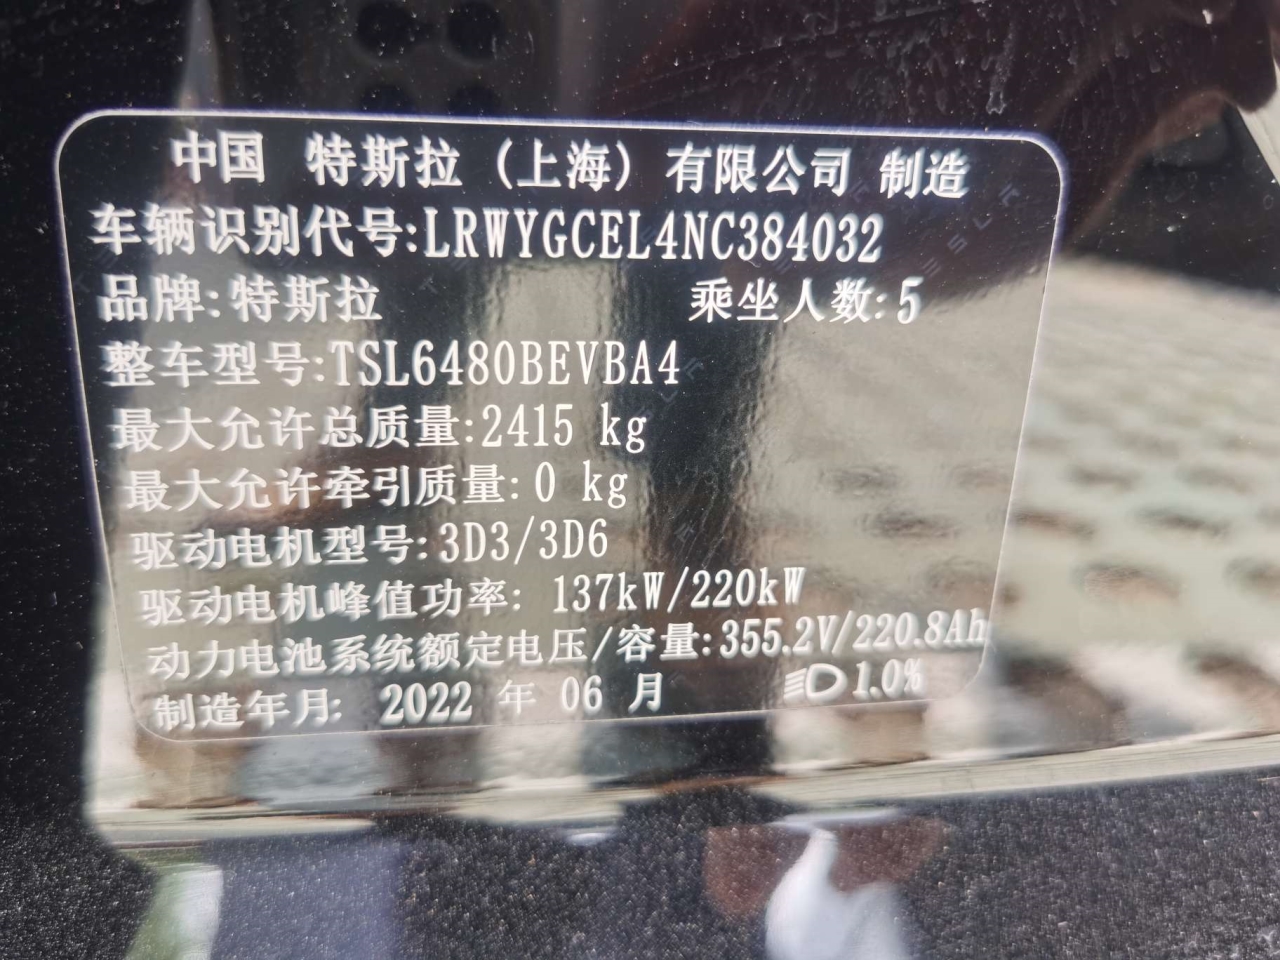 中国 特斯拉（上海）有限公司 制造
车辆识别代号:LRWYGCEL4NC384032
品牌:特斯拉 乘坐人数:5
整车型号:TSL6480BEVBA4
最大允许总质量:2415 kg
最大允许牵引质量:0 kg
驱动电机型号:3D3/3D6
驱动电机峰值功率: 137kW/220kW
动力电池系统额定电压/容量:355.2V/220.8Ah
制造年月: 2022 年 06 月 1.0%